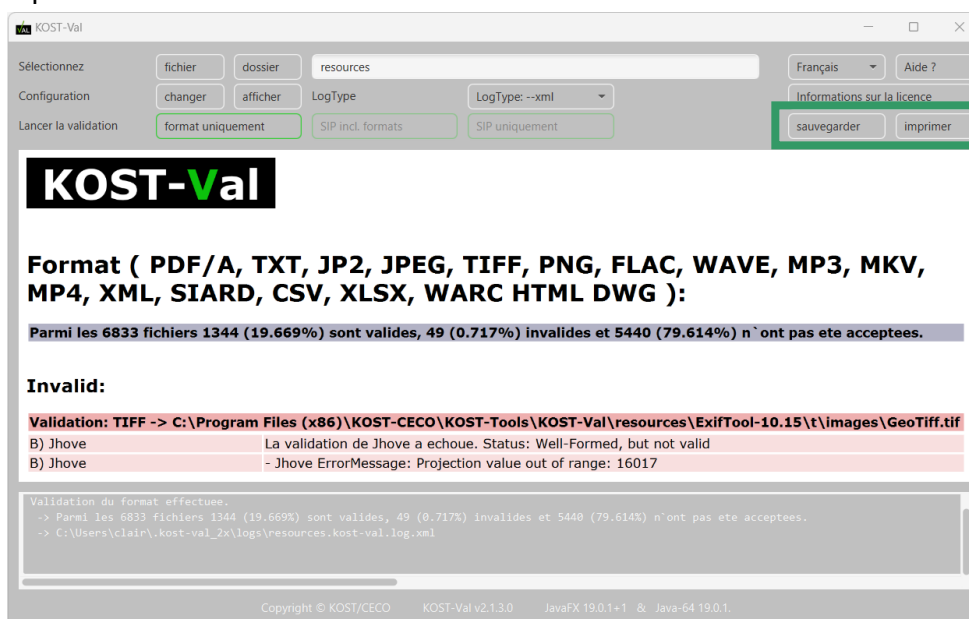 VAL KOST-Val
Sélectionnez fichier dossier resources Français Aide ?
Configuration changer afficher LogType LogType: --xml Informations sur la licence
Lancer la validation format uniquement SIP incl. formats SIP uniquement sauvegarder imprimer
KOST-Val
Format ( PDF/A, TXT, JP2, JPEG, TIFF, PNG, FLAC, WAVE, MP3, MKV,
MP4, XML, SIARD, CSV, XLSX, WARC HTML DWG ):
Parmi les 6833 fichiers 1344 (19.669%) sont valides, 49 (0.717%) invalides et 5440 (79.614%) n`ont pas ete acceptees.
Invalid:
Validation: TIFF -> C:\Program Files (x86)\KOST-CECO\KOST-Tools\KOST-Val\resources\ExifTool-10.15\t\images\GeoTiff.tif
B) Jhove La validation de Jhove a echoue. Status: Well-Formed, but not valid
B) Jhove - Jhove ErrorMessage: Projection value out of range: 16017
Validation du format effectuee.
-> Parmi les 6833 fichiers 1344 (19.669%) sont valides, 49 (0.717%) invalides et 5440 (79.614%) n`ont pas ete acceptees.
-> C:\Users\clair\.kost-val_2x\logs\resources.kost-val.log.xml
Copyright © KOST/CECO KOST-Val v2.1.3.0 JavaFX 19.0.1+1 & Java-64 19.0.1.